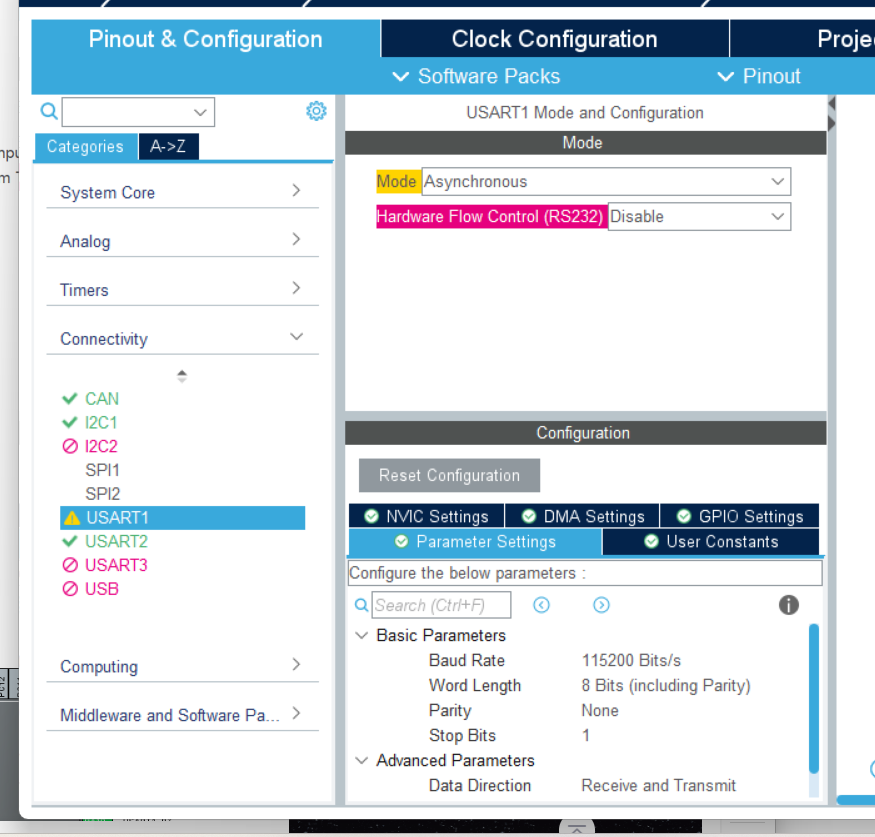 Pinout & Configuration
Clock Configuration
Software Packs
Pinout
USART1 Mode and Configuration
Categories
A->Z
Mode
System Core
Mode Asynchronous
Hardware Flow Control (RS232) Disable
Analog
Timers
Connectivity
CAN
I2C1
I2C2
SPI1
SPI2
USART1
USART2
USART3
USB
Computing
Middleware and Software Pa...
Configuration
Reset Configuration
NVIC Settings
DMA Settings
GPIO Settings
Parameter Settings
User Constants
Configure the below parameters :
Search (Ctrl+F)
Basic Parameters
Baud Rate 115200 Bits/s
Word Length 8 Bits (including Parity)
Parity None
Stop Bits 1
Advanced Parameters
Data Direction Receive and Transmit